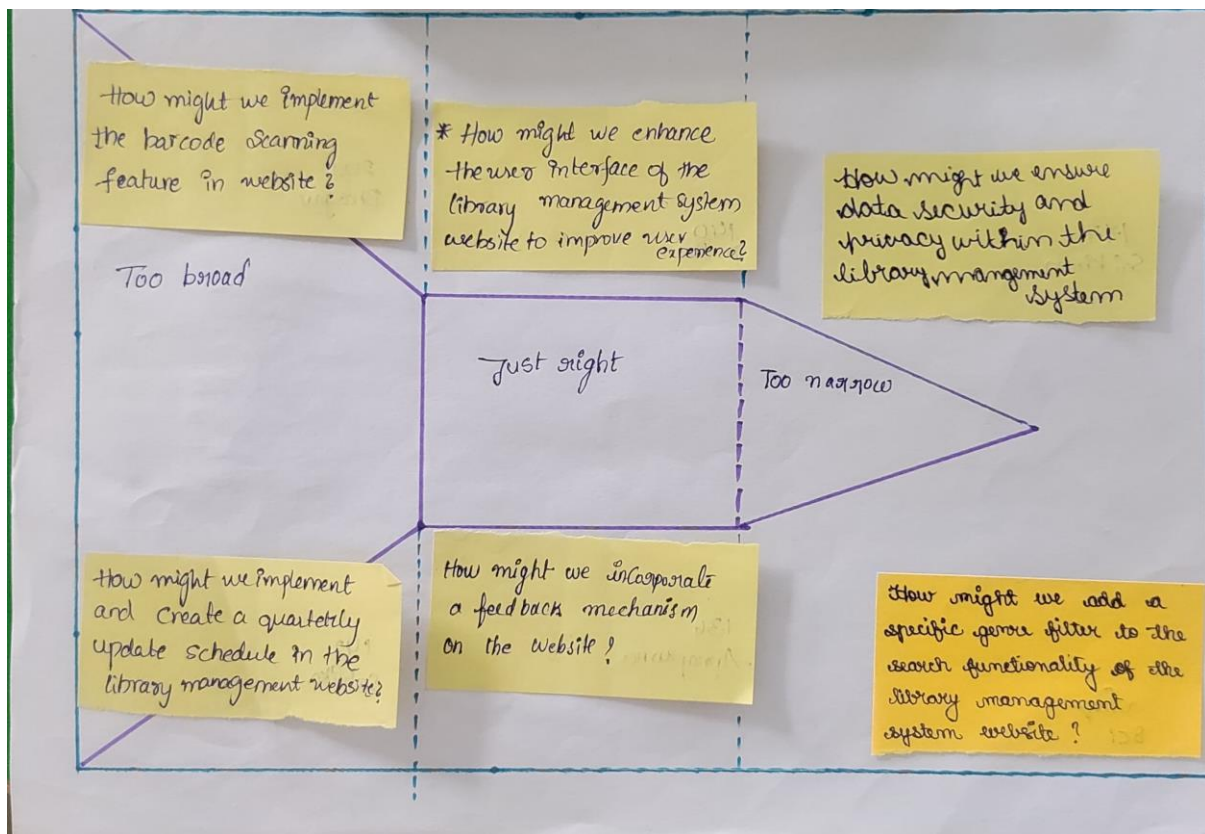 How might we implement
the barcode scanning
feature in website?
Too broad
How might we implement
and create a quarterly
update schedule in the
library management website?
* How might we enhance
the user interface of the
library management system
website to improve user
experience?
Just right
How might we incorporate
a feedback mechanism
on the website?
How might we ensure
data security and
privacy within the
library mangement
system
Too narrow
How might we add a
specific genre filter to the
search functionality of the
library management
system website?